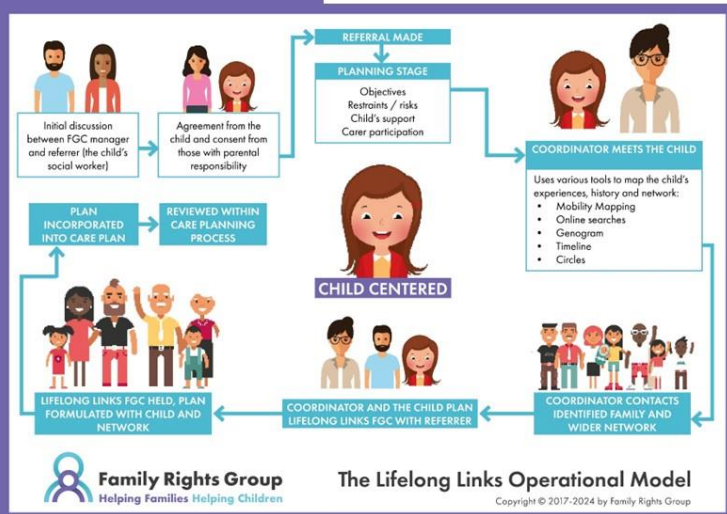 Initial discussion
between FGC manager
and referrer (the child's
social worker)
Agreement from the
child and consent from
those with parental
responsibility
REFERRAL MADE
PLANNING STAGE
Objectives
Restraints / risks
Child's support
Carer participation
COORDINATOR MEETS THE CHILD
Uses various tools to map the child's
experiences, history and network:
• Mobility Mapping
• Online searches
• Genogram
• Timeline
• Circles
CHILD CENTERED
COORDINATOR CONTACTS
IDENTIFIED FAMILY AND
WIDER NETWORK
COORDINATOR AND THE CHILD PLAN
LIFELONG LINKS FGC WITH REFERRER
LIFELONG LINKS FGC HELD, PLAN
FORMULATED WITH CHILD AND
NETWORK
PLAN
INCORPORATED
INTO CARE PLAN
REVIEWED WITHIN
CARE PLANNING
PROCESS
Family Rights Group
Helping Families Helping Children
The Lifelong Links Operational Model
Copyright © 2017-2024 by Family Rights Group